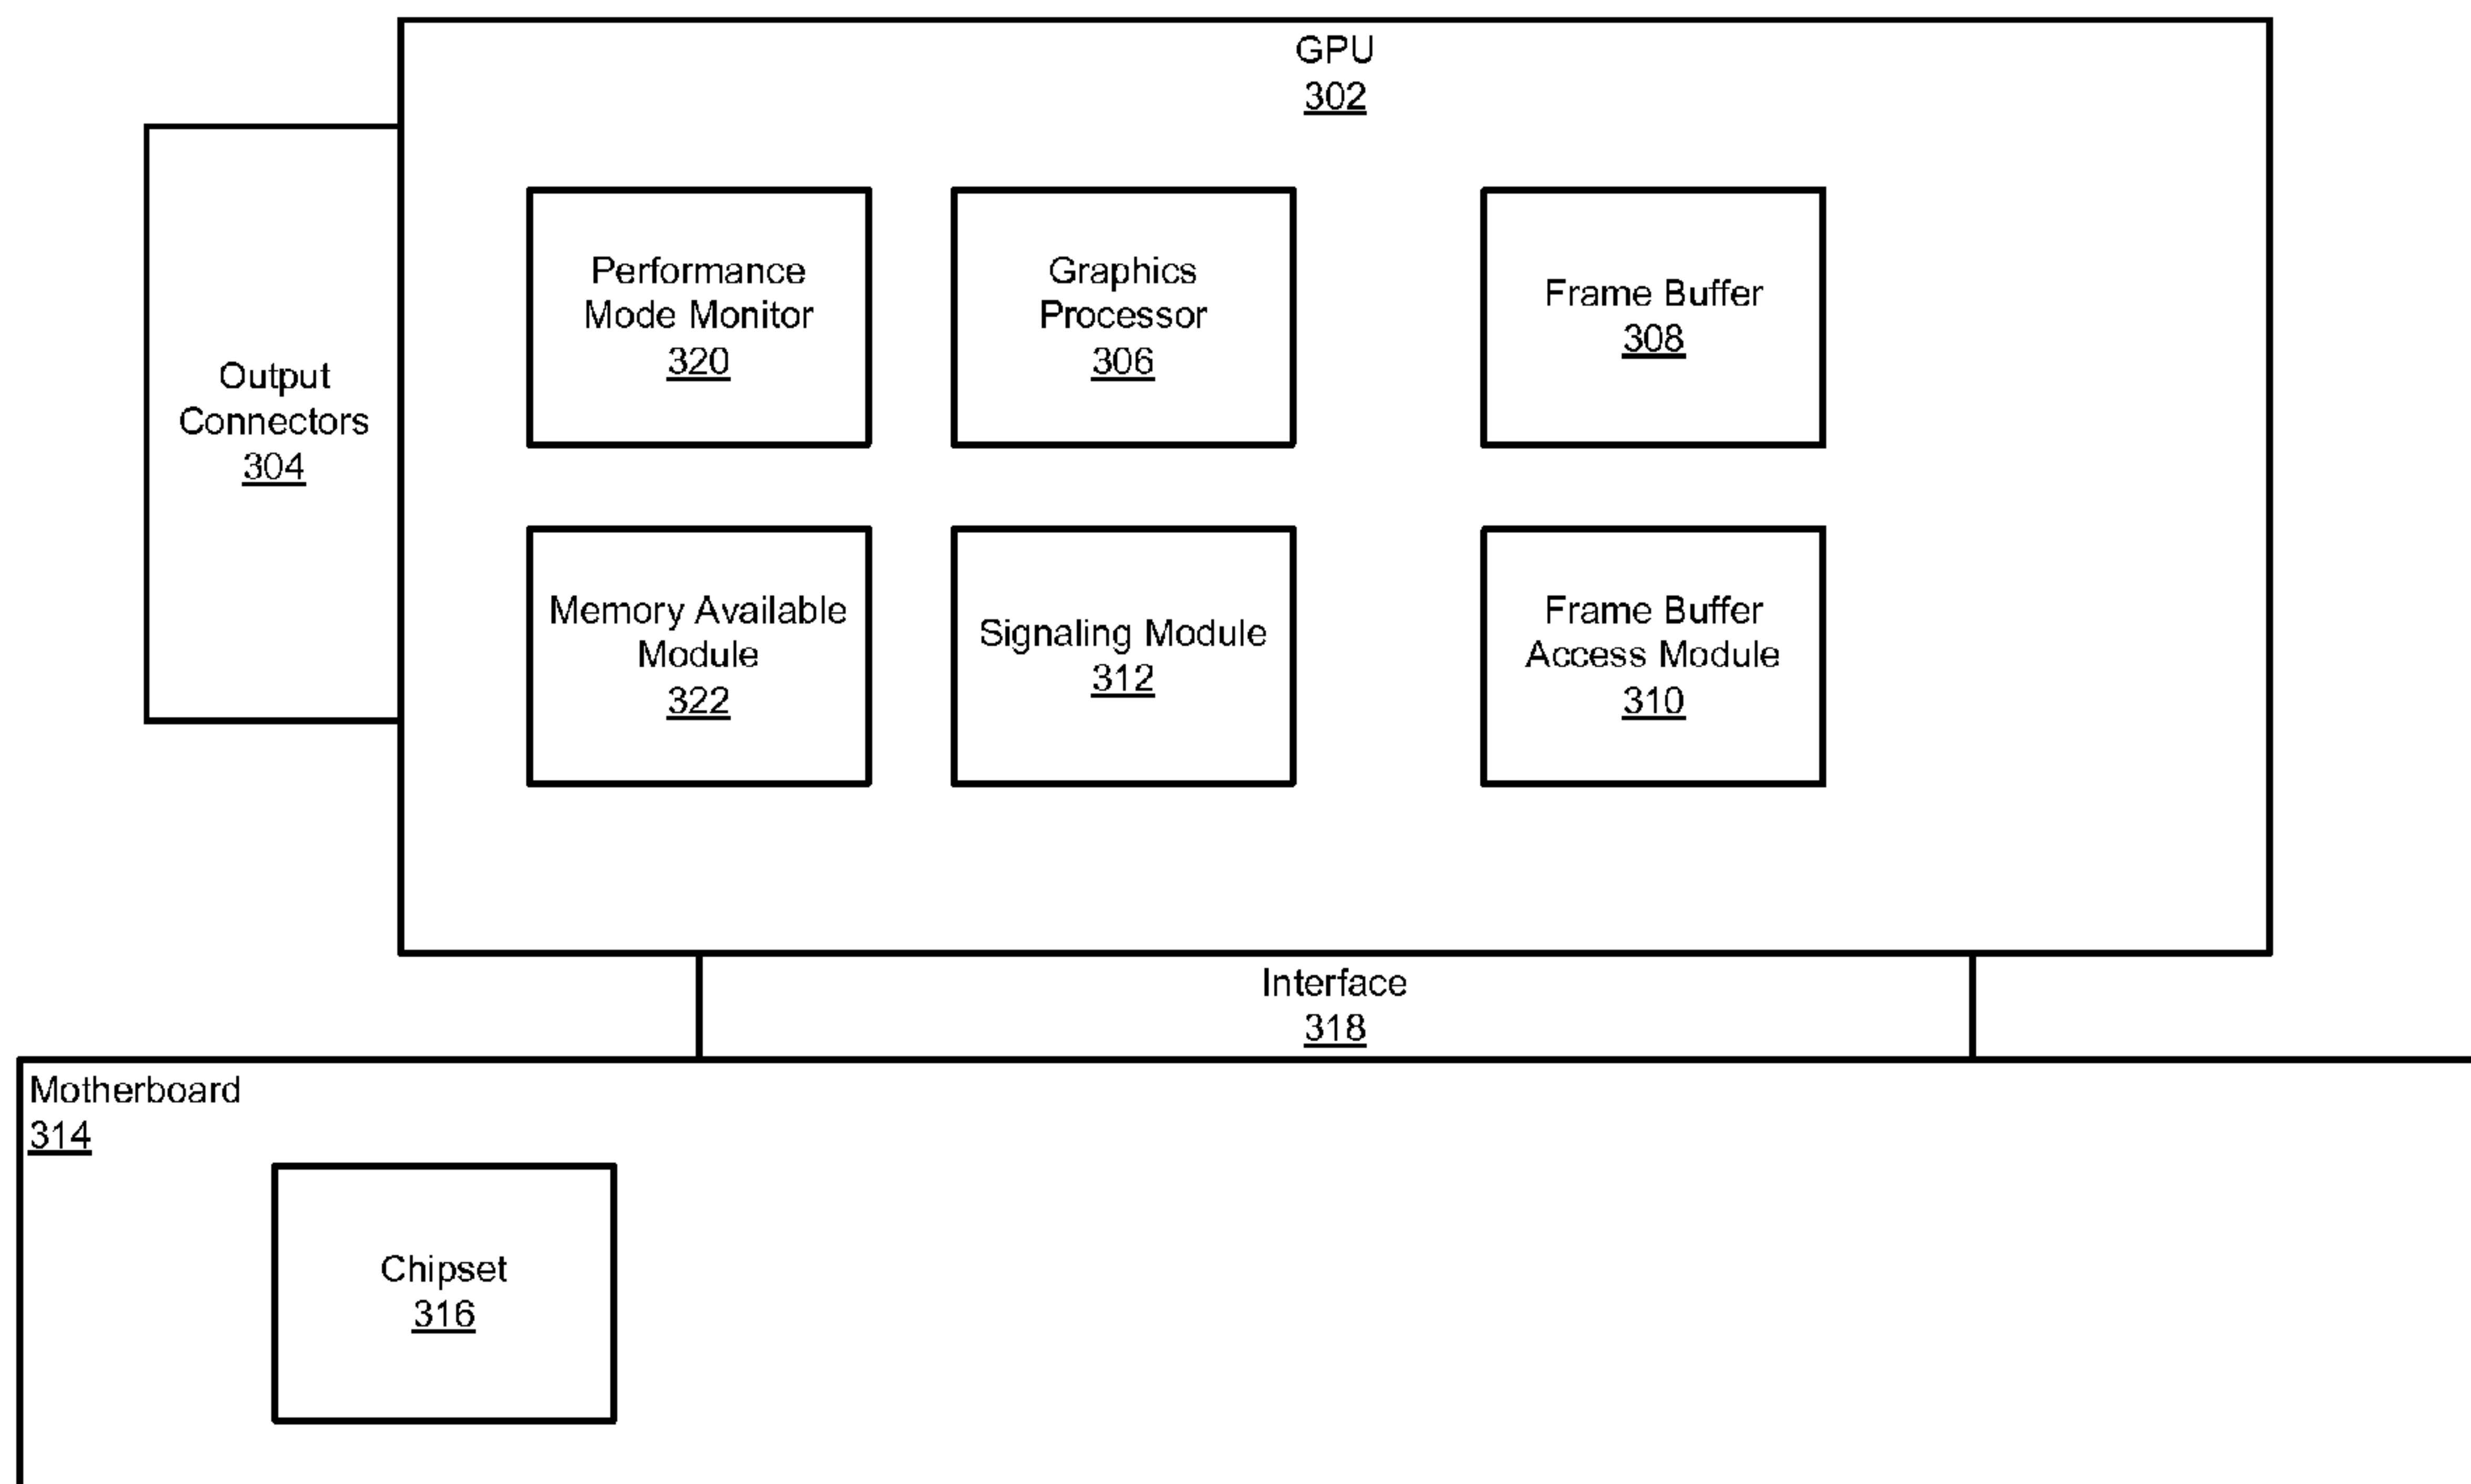 GPU
302
Output
Connectors
304
Performance
Mode Monitor
320
Graphics
Processor
306
Frame Buffer
308
Memory Available
Module
322
Signaling Module
312
Frame Buffer
Access Module
310
Interface
318
Motherboard
314
Chipset
316